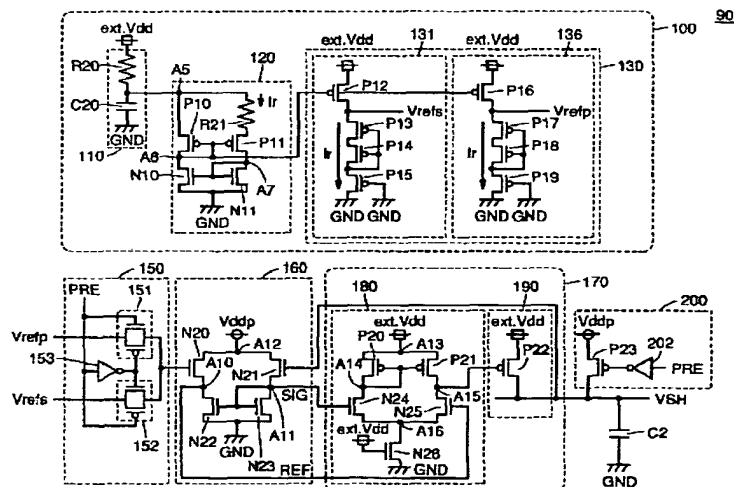 90
100
ext.Vdd
R20
A5
C20
GND
110
120
P10
Ir
R21
A6
P11
N10
A7
N11
GND
131
136
130
ext.Vdd
P12
Vrefs
P13
Ir
P14
P15
GND GND
ext.Vdd
P16
Vrefp
P17
Ir
P18
P19
GND GND
150
160
180
190
170
200
PRE
151
Vrefp
153
Vrefs
152
Vddp
N20
A12
A10
N21
SIG
N22
GND
N23
A11
REF
ext.Vdd
P20
A13
P21
A14
N24
N25
A15
ext.Vdd
A16
N26
GND
ext.Vdd
P22
Vddp
P23
202
PRE
VSH
C2
GND